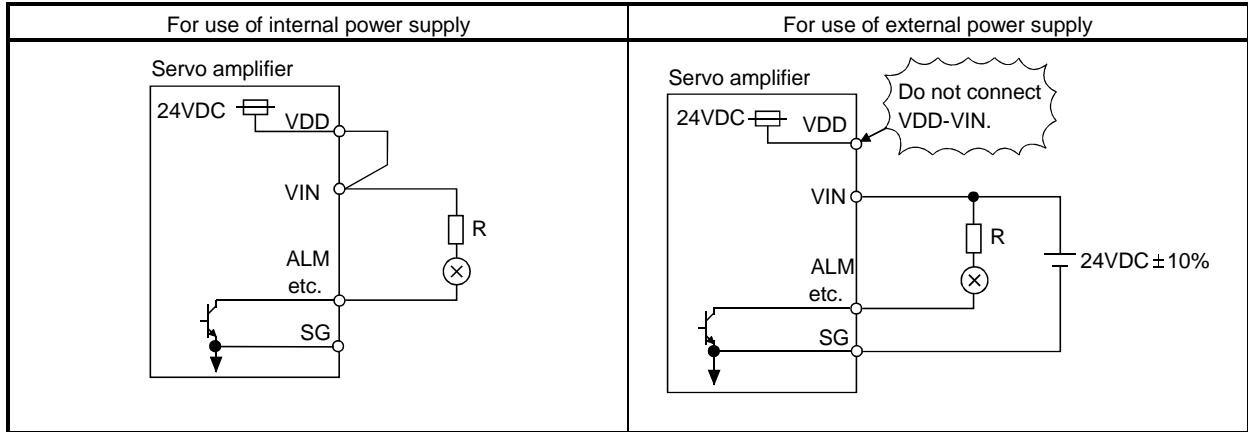 For use of internal power supply
For use of external power supply
Servo amplifier
24VDC
VDD
VIN
R
ALM
etc.
SG
Servo amplifier
Do not connect
VDD-VIN.
24VDC
VDD
VIN
R
24VDC±10%
ALM
etc.
SG